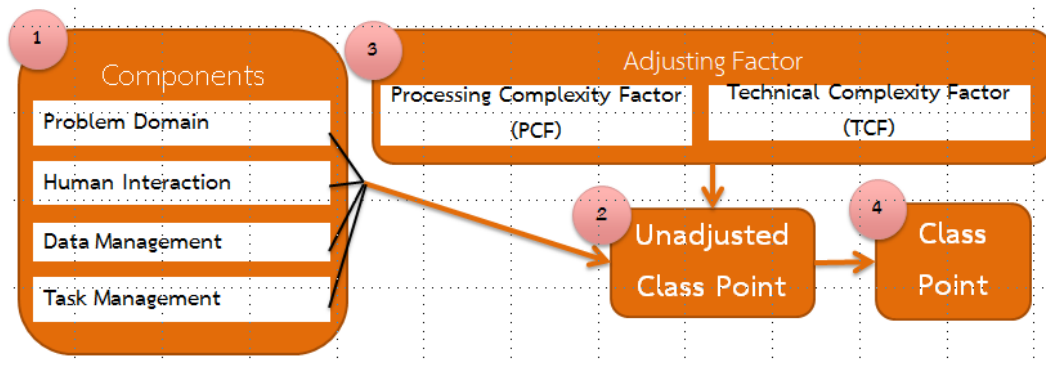 1
Components
Problem Domain
Human Interaction
Data Management
Task Management
3
Adjusting Factor
Processing Complexity Factor
(PCF)
Technical Complexity Factor
(TCF)
2
Unadjusted
Class Point
4
Class
Point